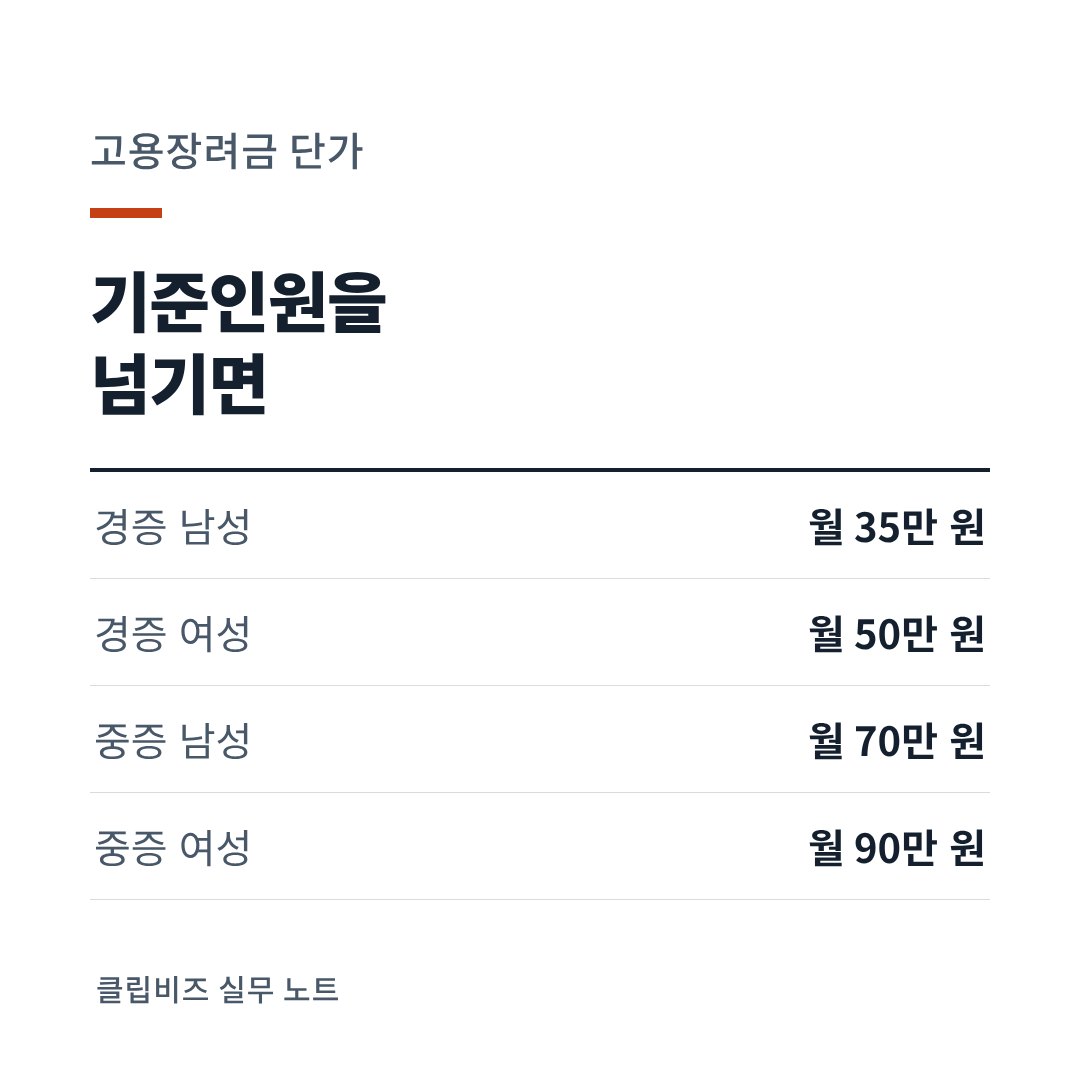 고용장려금 단가
기준인원을
넘기면
경증 남성 월 35만 원
경증 여성 월 50만 원
중증 남성 월 70만 원
중증 여성 월 90만 원
클립비즈 실무 노트